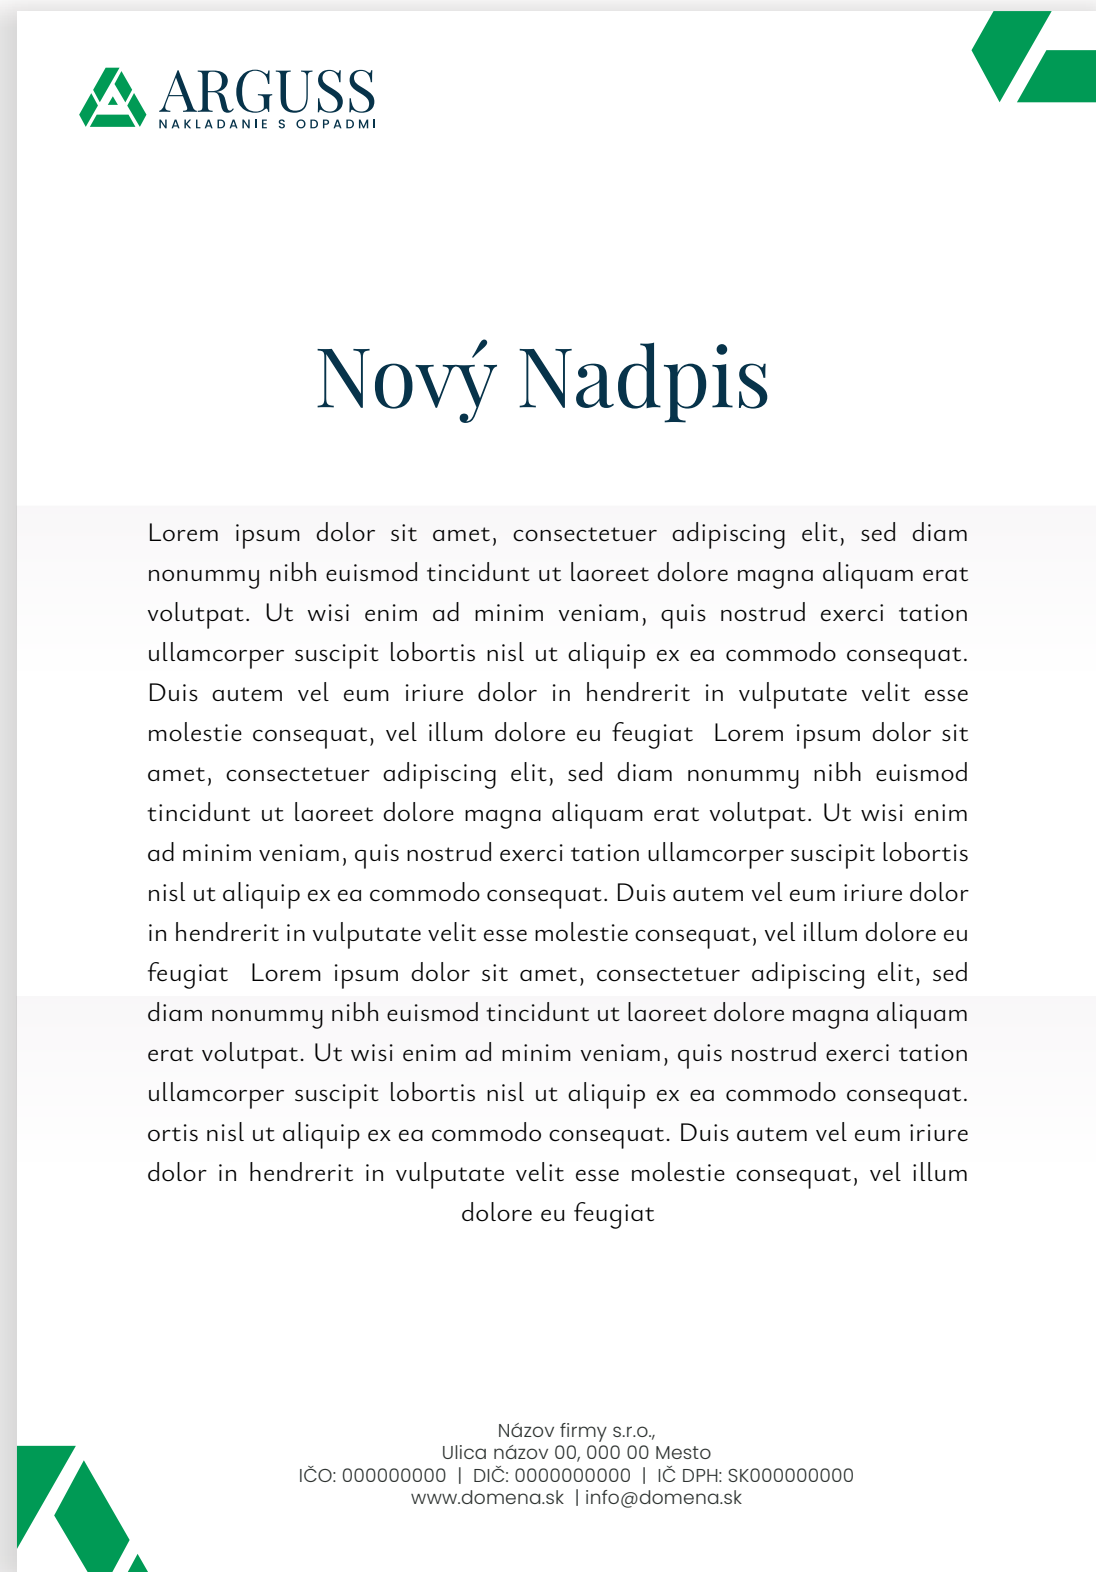 ARGUSS
NAKLADANIE S ODPADMI
Nový Nadpis
Lorem ipsum dolor sit amet, consectetuer adipiscing elit, sed diam
nonummy nibh euismod tincidunt ut laoreet dolore magna aliquam erat
volutpat. Ut wisi enim ad minim veniam, quis nostrud exerci tation
ullamcorper suscipit lobortis nisl ut aliquip ex ea commodo consequat.
Duis autem vel eum iriure dolor in hendrerit in vulputate velit esse
molestie consequat, vel illum dolore eu feugiat  Lorem ipsum dolor sit
amet, consectetuer adipiscing elit, sed diam nonummy nibh euismod
tincidunt ut laoreet dolore magna aliquam erat volutpat. Ut wisi enim
ad minim veniam, quis nostrud exerci tation ullamcorper suscipit lobortis
nisl ut aliquip ex ea commodo consequat. Duis autem vel eum iriure dolor
in hendrerit in vulputate velit esse molestie consequat, vel illum dolore eu
feugiat  Lorem ipsum dolor sit amet, consectetuer adipiscing elit, sed
diam nonummy nibh euismod tincidunt ut laoreet dolore magna aliquam
erat volutpat. Ut wisi enim ad minim veniam, quis nostrud exerci tation
ullamcorper suscipit lobortis nisl ut aliquip ex ea commodo consequat.
ortis nisl ut aliquip ex ea commodo consequat. Duis autem vel eum iriure
dolor in hendrerit in vulputate velit esse molestie consequat, vel illum
dolore eu feugiat
Názov firmy s.r.o.,
Ulica názov 00, 000 00 Mesto
IČO: 000000000 | DIČ: 0000000000 | IČ DPH: SK000000000
www.domena.sk | info@domena.sk